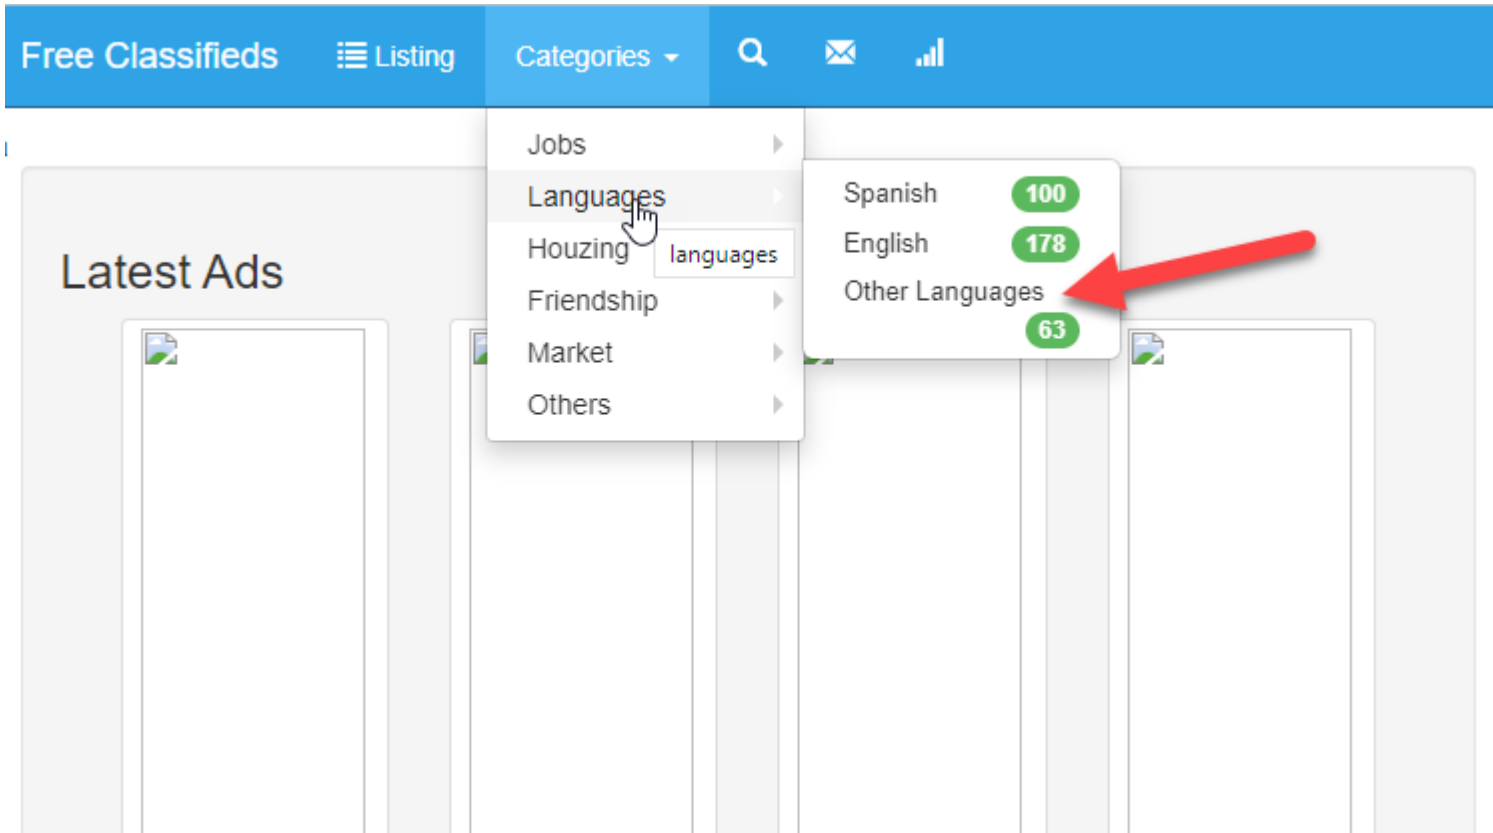 Free Classifieds Listing Categories
Jobs
Languages
Houzing
Friendship
Market
Others
languages
Spanish 100
English 178
Other Languages
63
Latest Ads